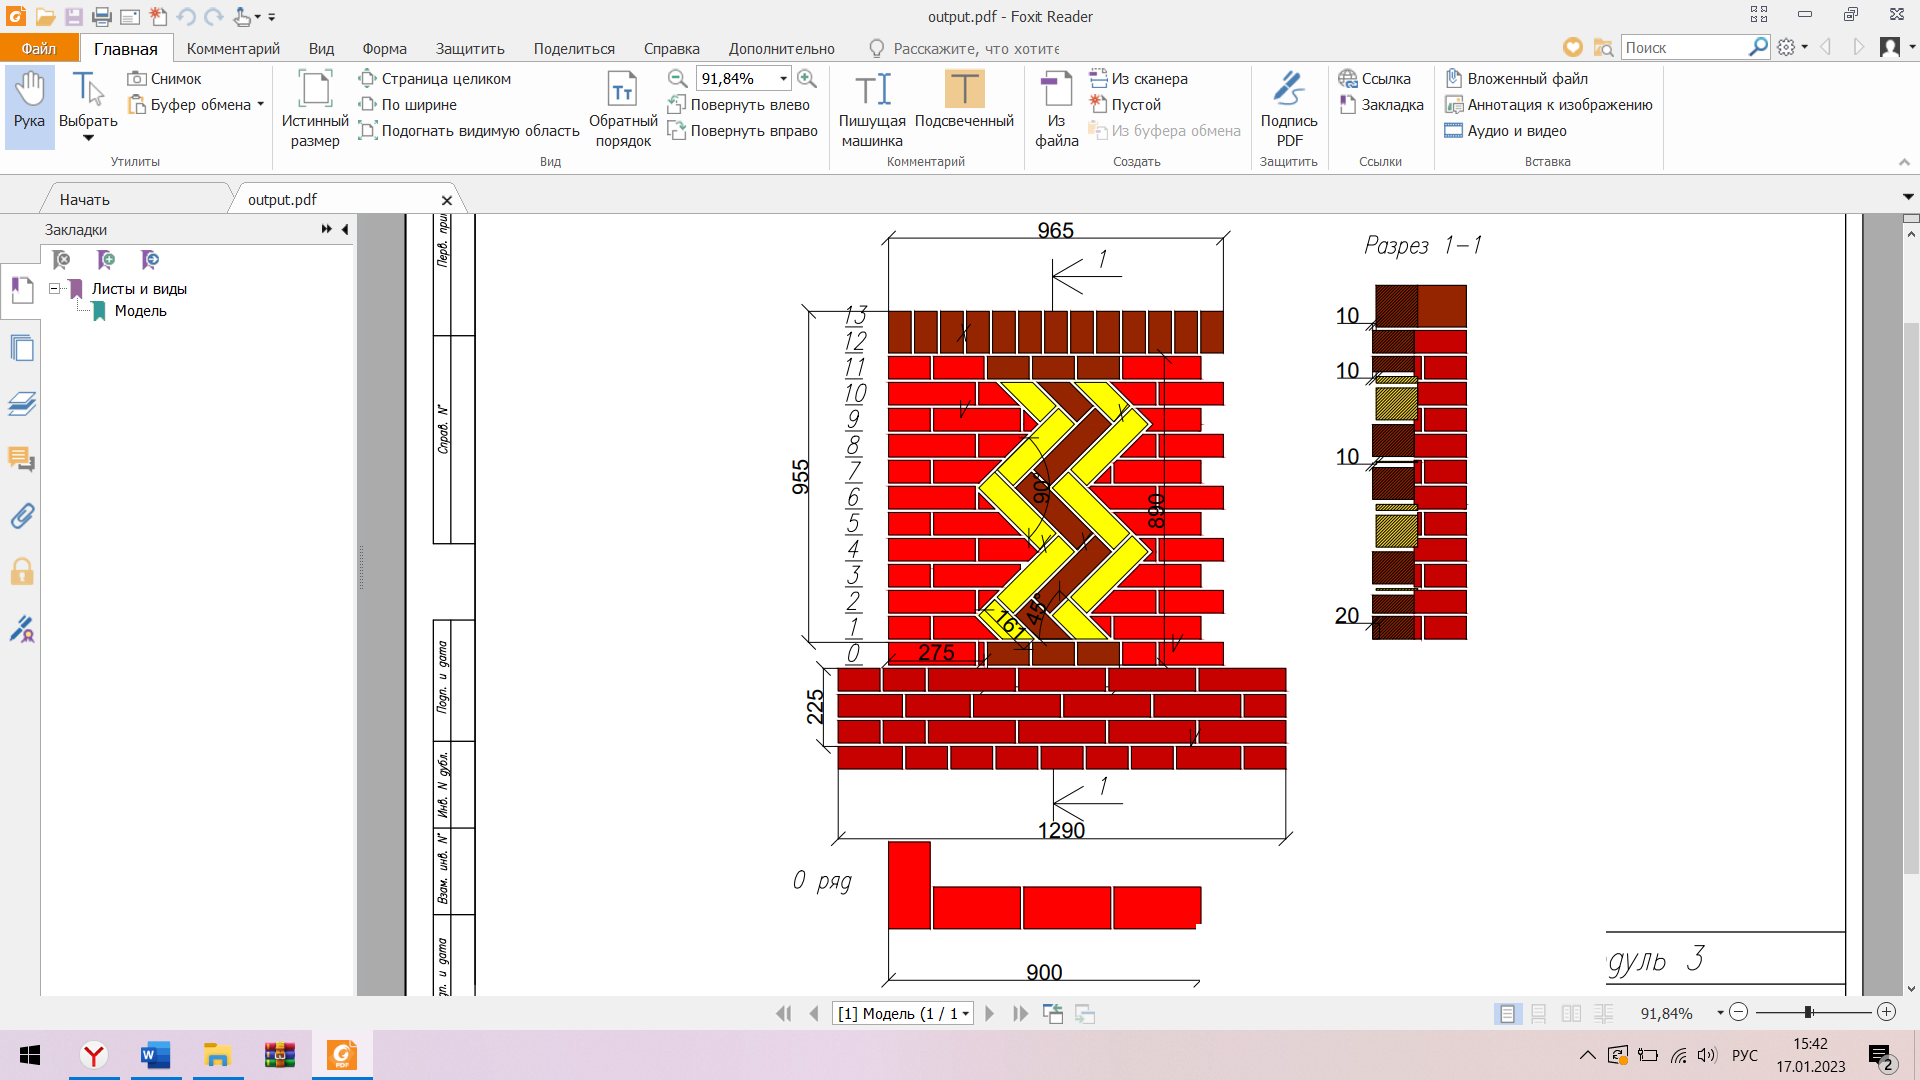 output.pdf - Foxit Reader
Файл
Главная
Комментарий
Вид
Форма
Защитить
Поделиться
Справка
Дополнительно
Расскажите, что хотите
Поиск
Рука
Выбрать
Снимок
Буфер обмена
Утилиты
Истинный размер
Страница целиком
По ширине
Подогнать видимую область
Обратный порядок
91,84%
Повернуть влево
Повернуть вправо
Вид
Пишущая машинка
Подсвеченный
Комментарий
Из файла
Из сканера
Пустой
Из буфера обмена
Создать
Подпись PDF
Защитить
Ссылка
Закладка
Ссылки
Вложенный файл
Аннотация к изображению
Аудио и видео
Вставка
Начать
output.pdf
Закладки
Листы и виды
Модель
Справ. N°
Подп. и дата
Инв. N дубл.
Взам. инв. N°
965
1
Разрез 1-1
13
12
11
10
9
8
7
6
5
4
3
2
1
0
955
90°
890
45°
161
275
225
10
10
10
20
1
1290
0 ряд
900
дуль 3
[1] Модель (1 / 1
91,84%
РУС
15:42
17.01.2023
2